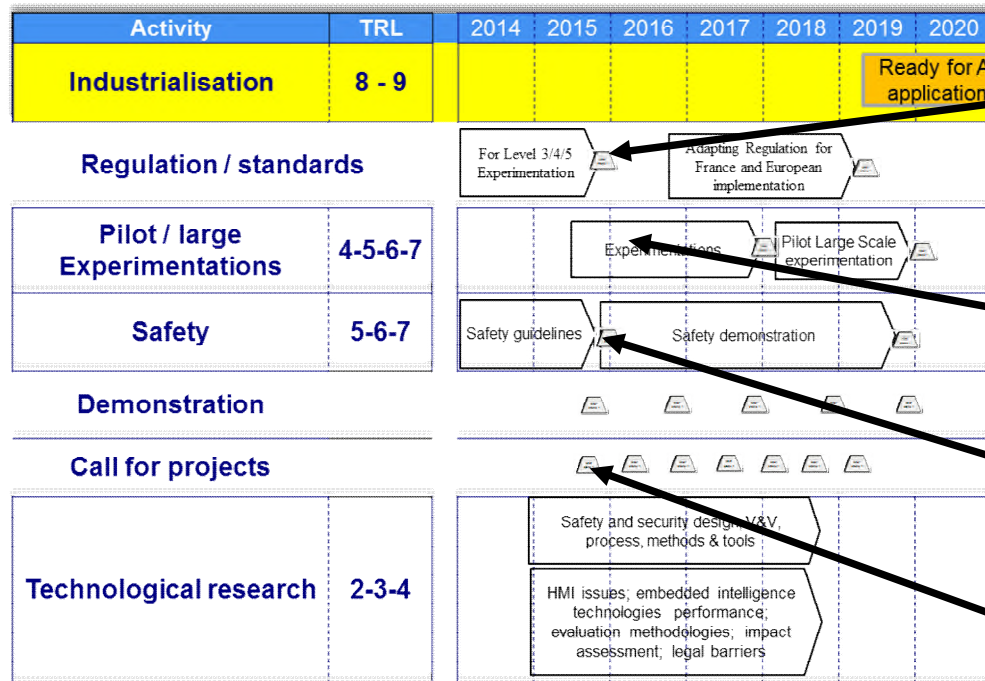 Activity TRL 2014 2015 2016 2017 2018 2019 2020
Industrialisation 8 - 9
Ready for A
application
Regulation / standards
For Level 3/4/5
Experimentation
Adapting Regulation for
France and European
implementation
Pilot / large
Experimentations
4-5-6-7
Experimentations
Pilot Large Scale
experimentation
Safety 5-6-7
Safety guidelines
Safety demonstration
Demonstration
Call for projects
Technological research 2-3-4
Safety and security design, V&V,
process, methods & tools
HMI issues; embedded intelligence
technologies performance;
evaluation methodologies; impact
assessment; legal barriers